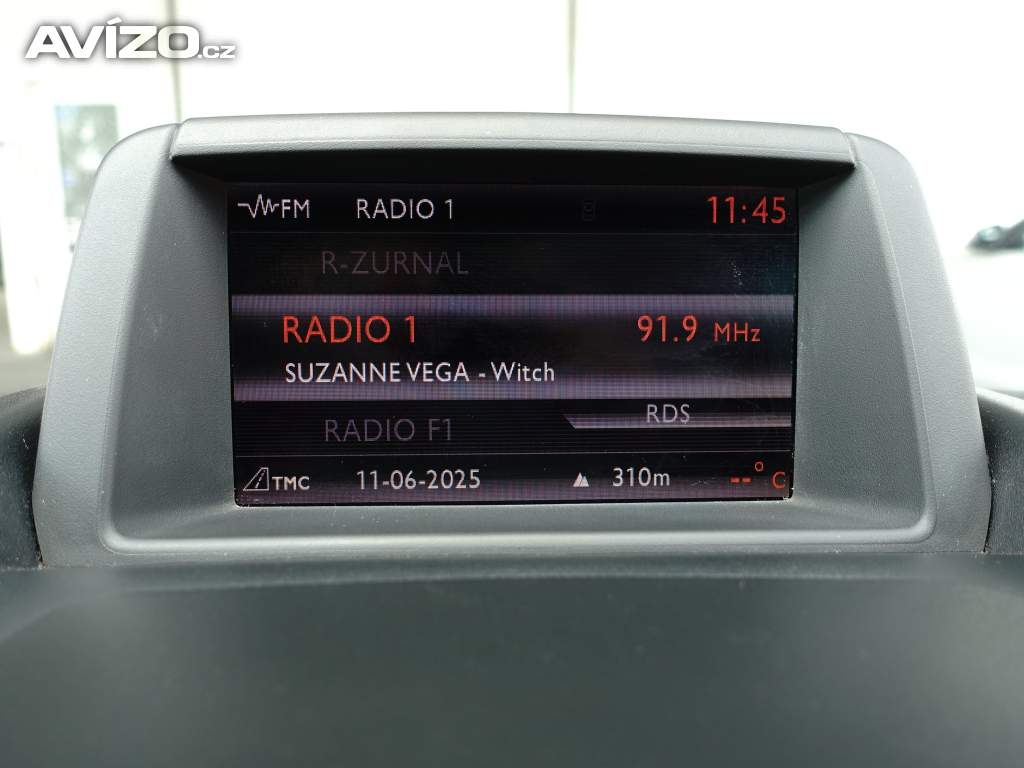 AVÍZO.cz
FM RADIO 1 11:45
R-ZURNAL
RADIO 1 91.9 MHz
SUZANNE VEGA - Witch
RADIO F1 RDS
TMC 11-06-2025 310m --°C